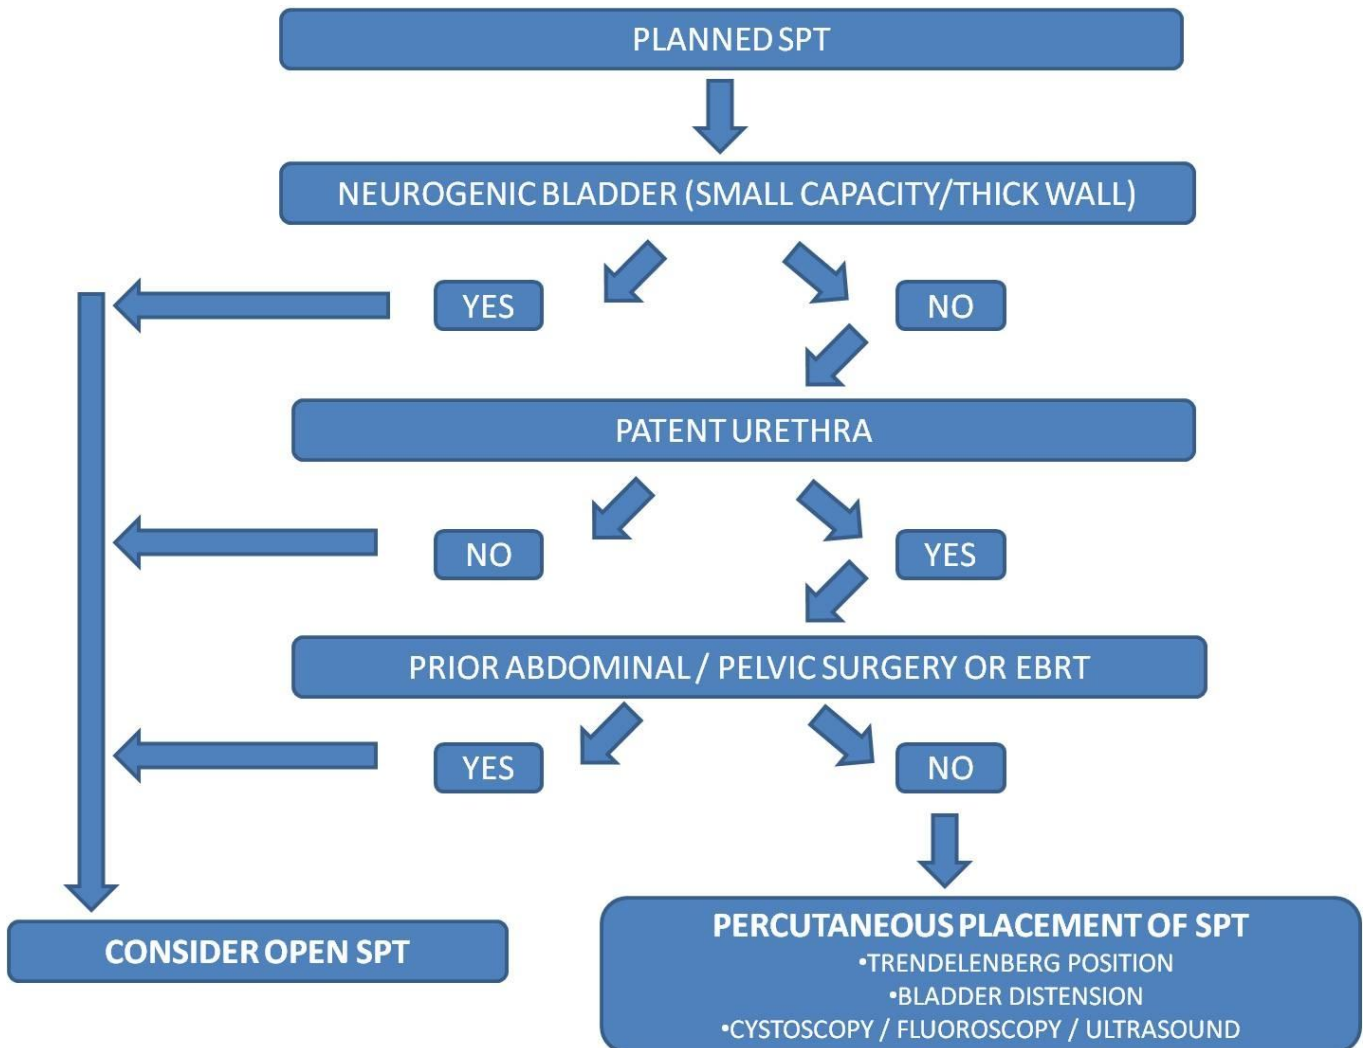 PLANNED SPT
NEUROGENIC BLADDER (SMALL CAPACITY/THICK WALL)
YES
NO
PATENT URETHRA
NO
YES
PRIOR ABDOMINAL / PELVIC SURGERY OR EBRT
YES
NO
CONSIDER OPEN SPT
PERCUTANEOUS PLACEMENT OF SPT
•TRENDELENBERG POSITION
•BLADDER DISTENSION
•CYSTOSCOPY / FLUOROSCOPY / ULTRASOUND